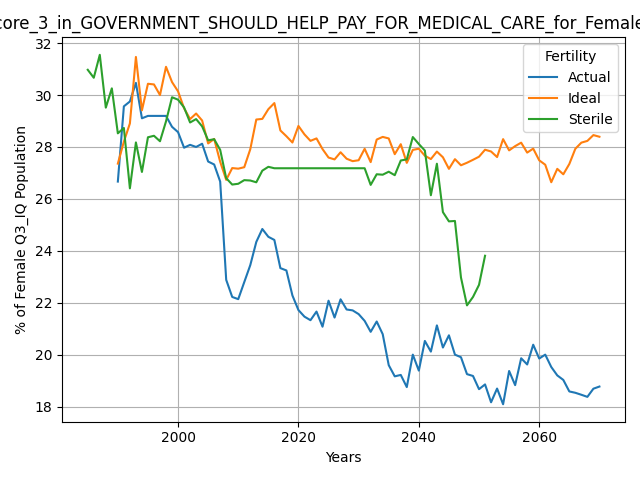 core_3_in_GOVERNMENT_SHOULD_HELP_PAY_FOR_MEDICAL_CARE_for_Female
32
30
28
26
24
22
20
18
% of Female Q3_IQ Population
Fertility
Actual
Ideal
Sterile
2000
2020
2040
2060
Years